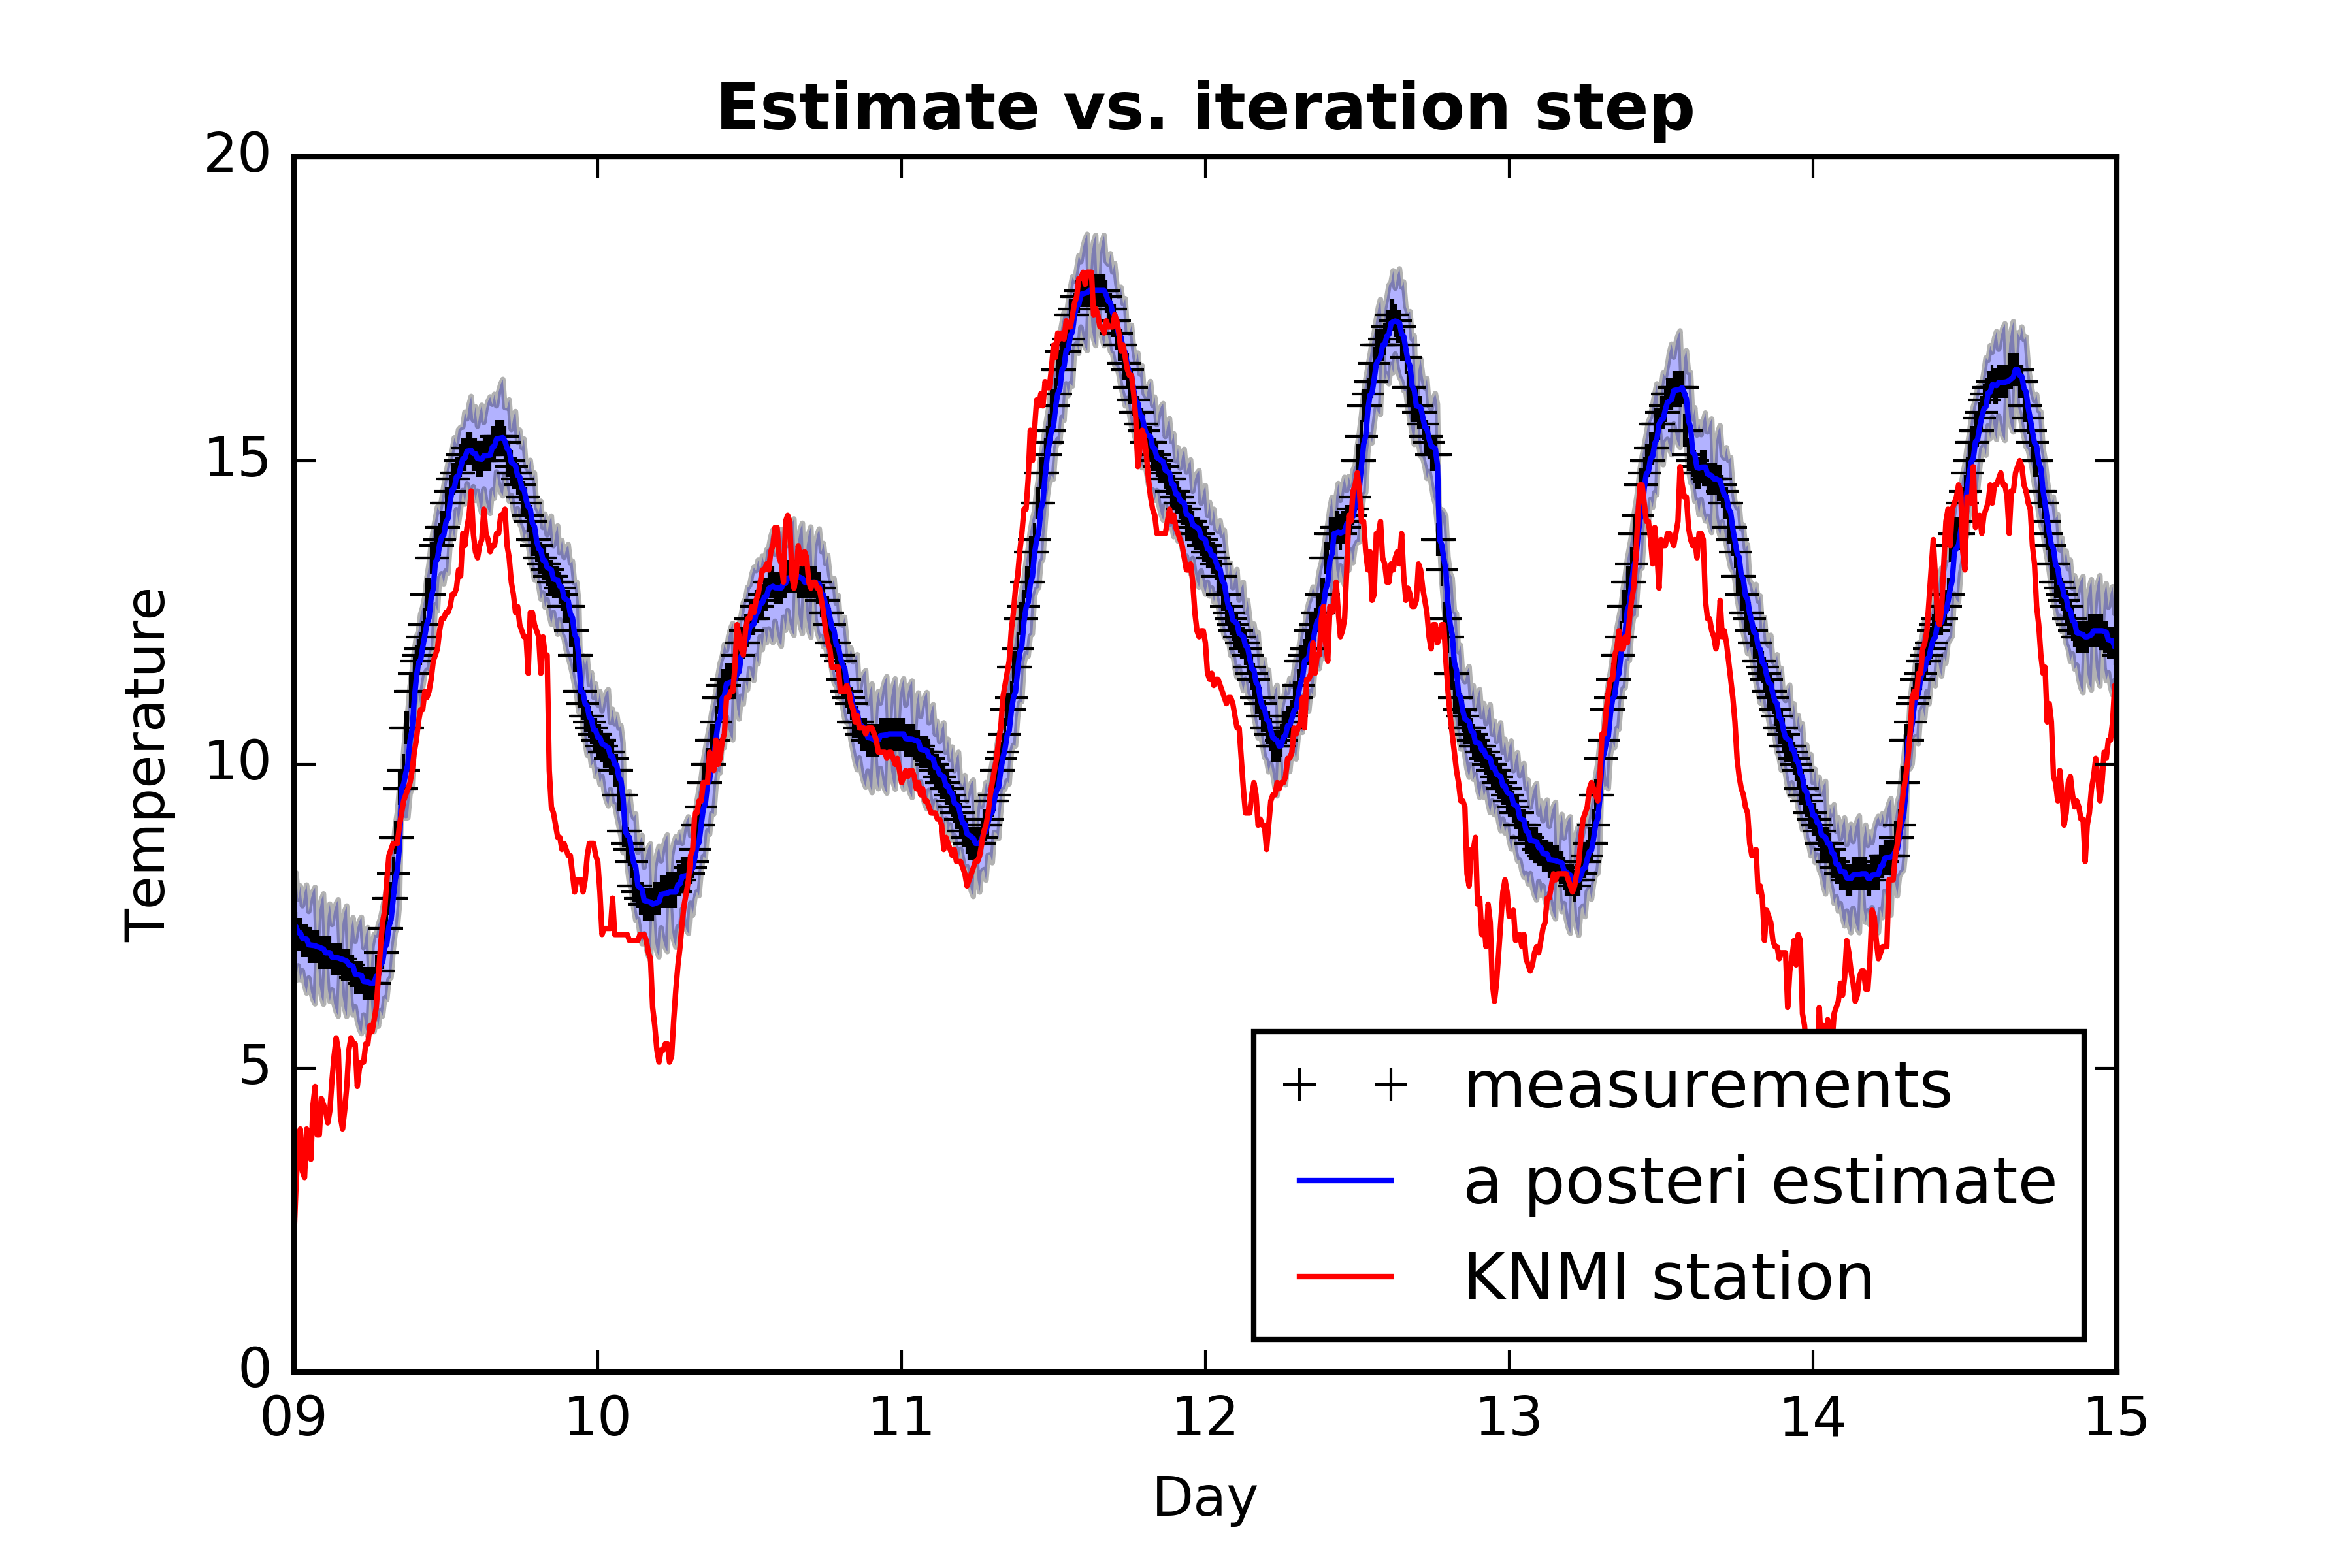 Estimate vs. iteration step
20
15
10
5
0
Temperature
measurements
a posteri estimate
KNMI station
09 10 11 12 13 14 15
Day